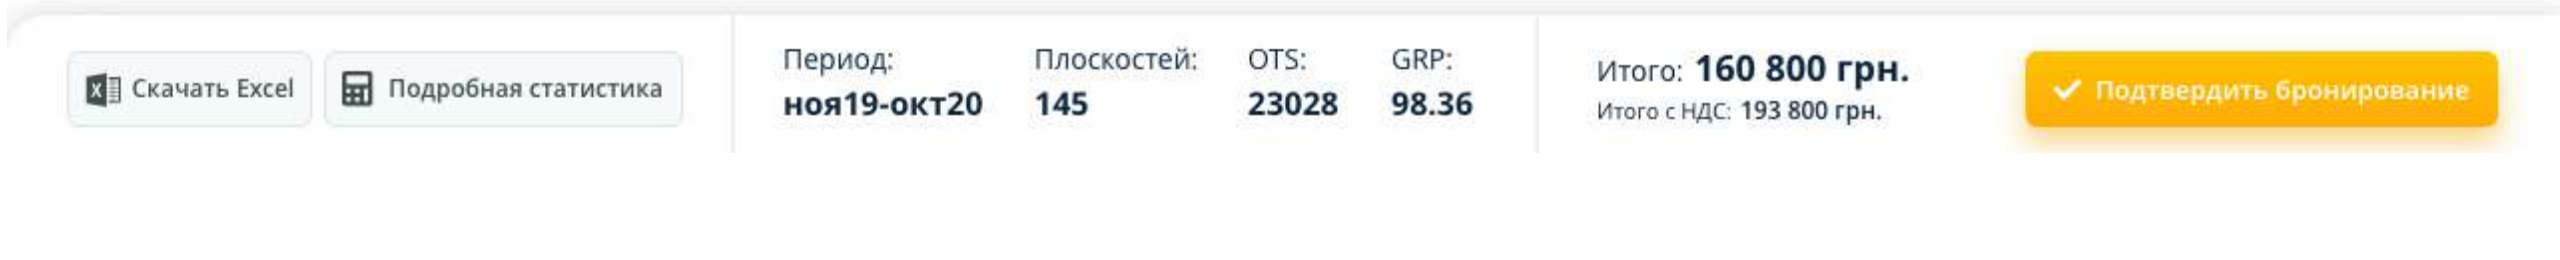 Скачать Excel
Подробная статистика
Период:
ноя19-окт20
Плоскостей:
145
OTS:
23028
GRP:
98.36
Итого: 160 800 грн.
Итого с НДС: 193 800 грн.
Подтвердить бронирование